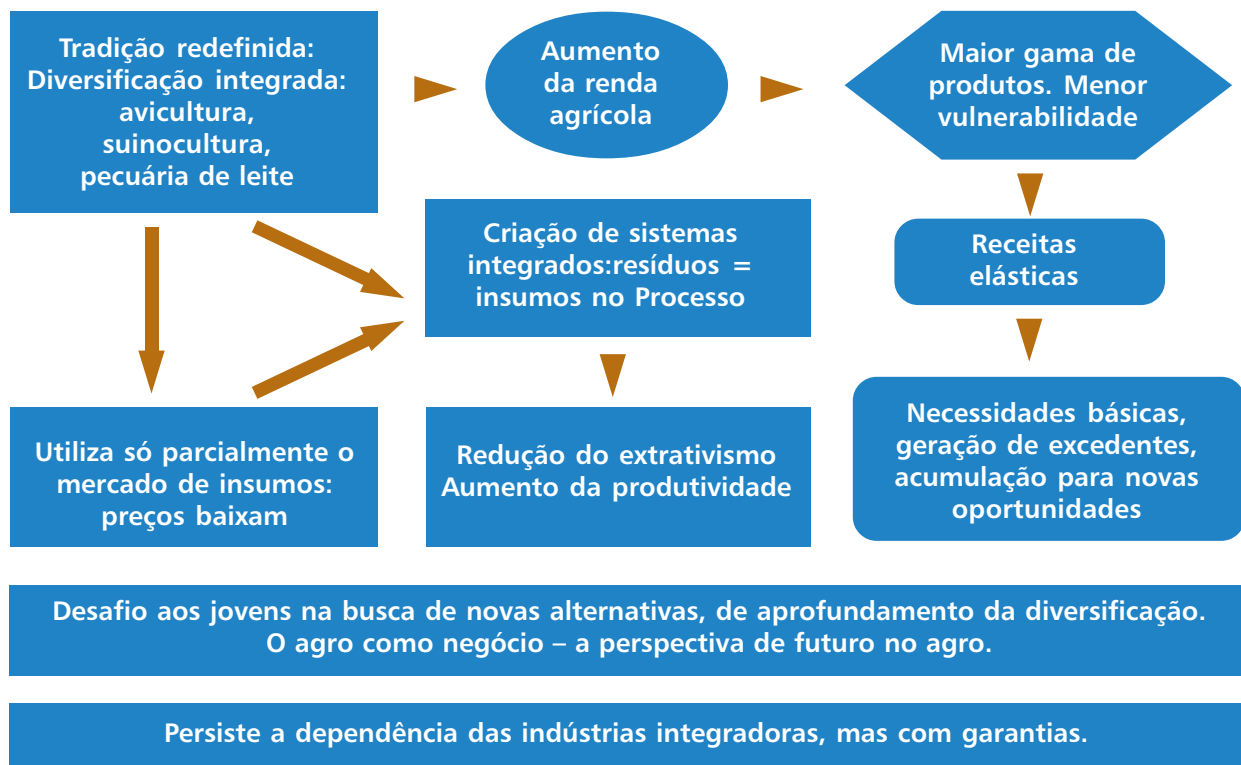 Tradição redefinida:
Diversificação integrada:
avicultura,
suinocultura,
pecuária de leite
Aumento
da renda
agrícola
Maior gama de
produtos. Menor
vulnerabilidade
Criação de sistemas
integrados:resíduos =
insumos no Processo
Receitas
elásticas
Utiliza só parcialmente o
mercado de insumos:
preços baixam
Redução do extrativismo
Aumento da produtividade
Necessidades básicas,
geração de excedentes,
acumulação para novas
oportunidades
Desafio aos jovens na busca de novas alternativas, de aprofundamento da diversificação.
O agro como negócio – a perspectiva de futuro no agro.
Persiste a dependência das indústrias integradoras, mas com garantias.